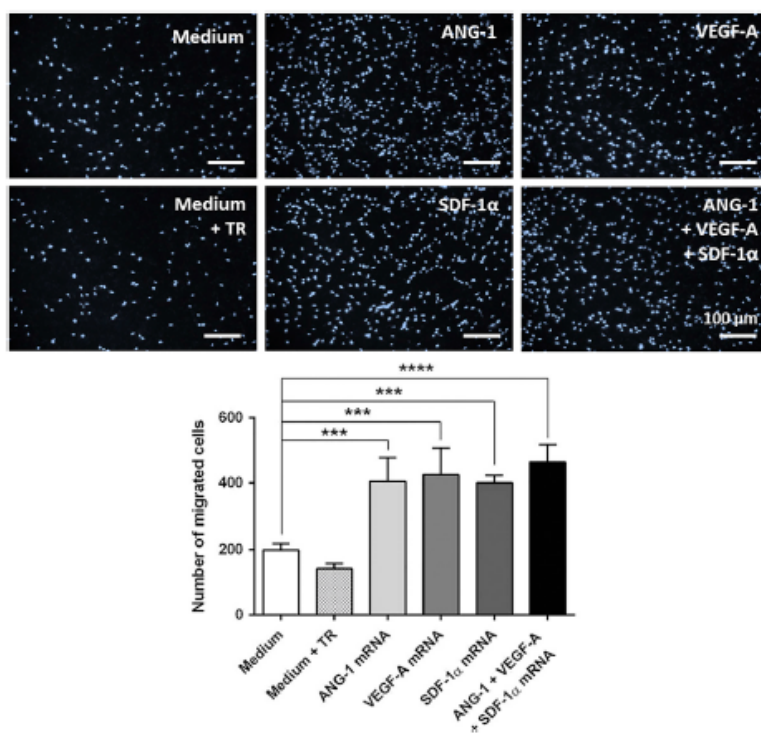 Medium
ANG-1
VEGF-A
Medium
+ TR
SDF-1α
ANG-1
+ VEGF-A
+ SDF-1α
100 µm
****
***
***
***
600
400
200
0
Number of migrated cells
Medium
Medium + TR
ANG-1 mRNA
VEGF-A mRNA
SDF-1α mRNA
ANG-1 + VEGF-A
+ SDF-1α mRNA